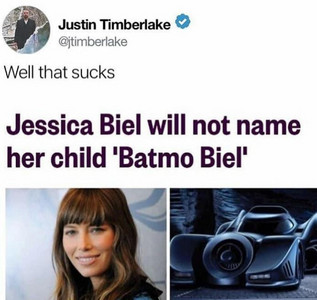 Justin Timberlake
@jtimberlake
Well that sucks
Jessica Biel will not name
her child 'Batmo Biel'